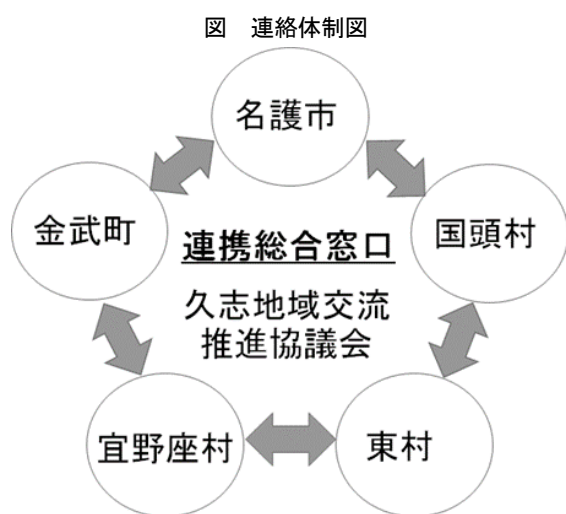 図　連絡体制図
名護市
金武町
国頭村
連携総合窓口
久志地域交流
推進協議会
宜野座村
東村